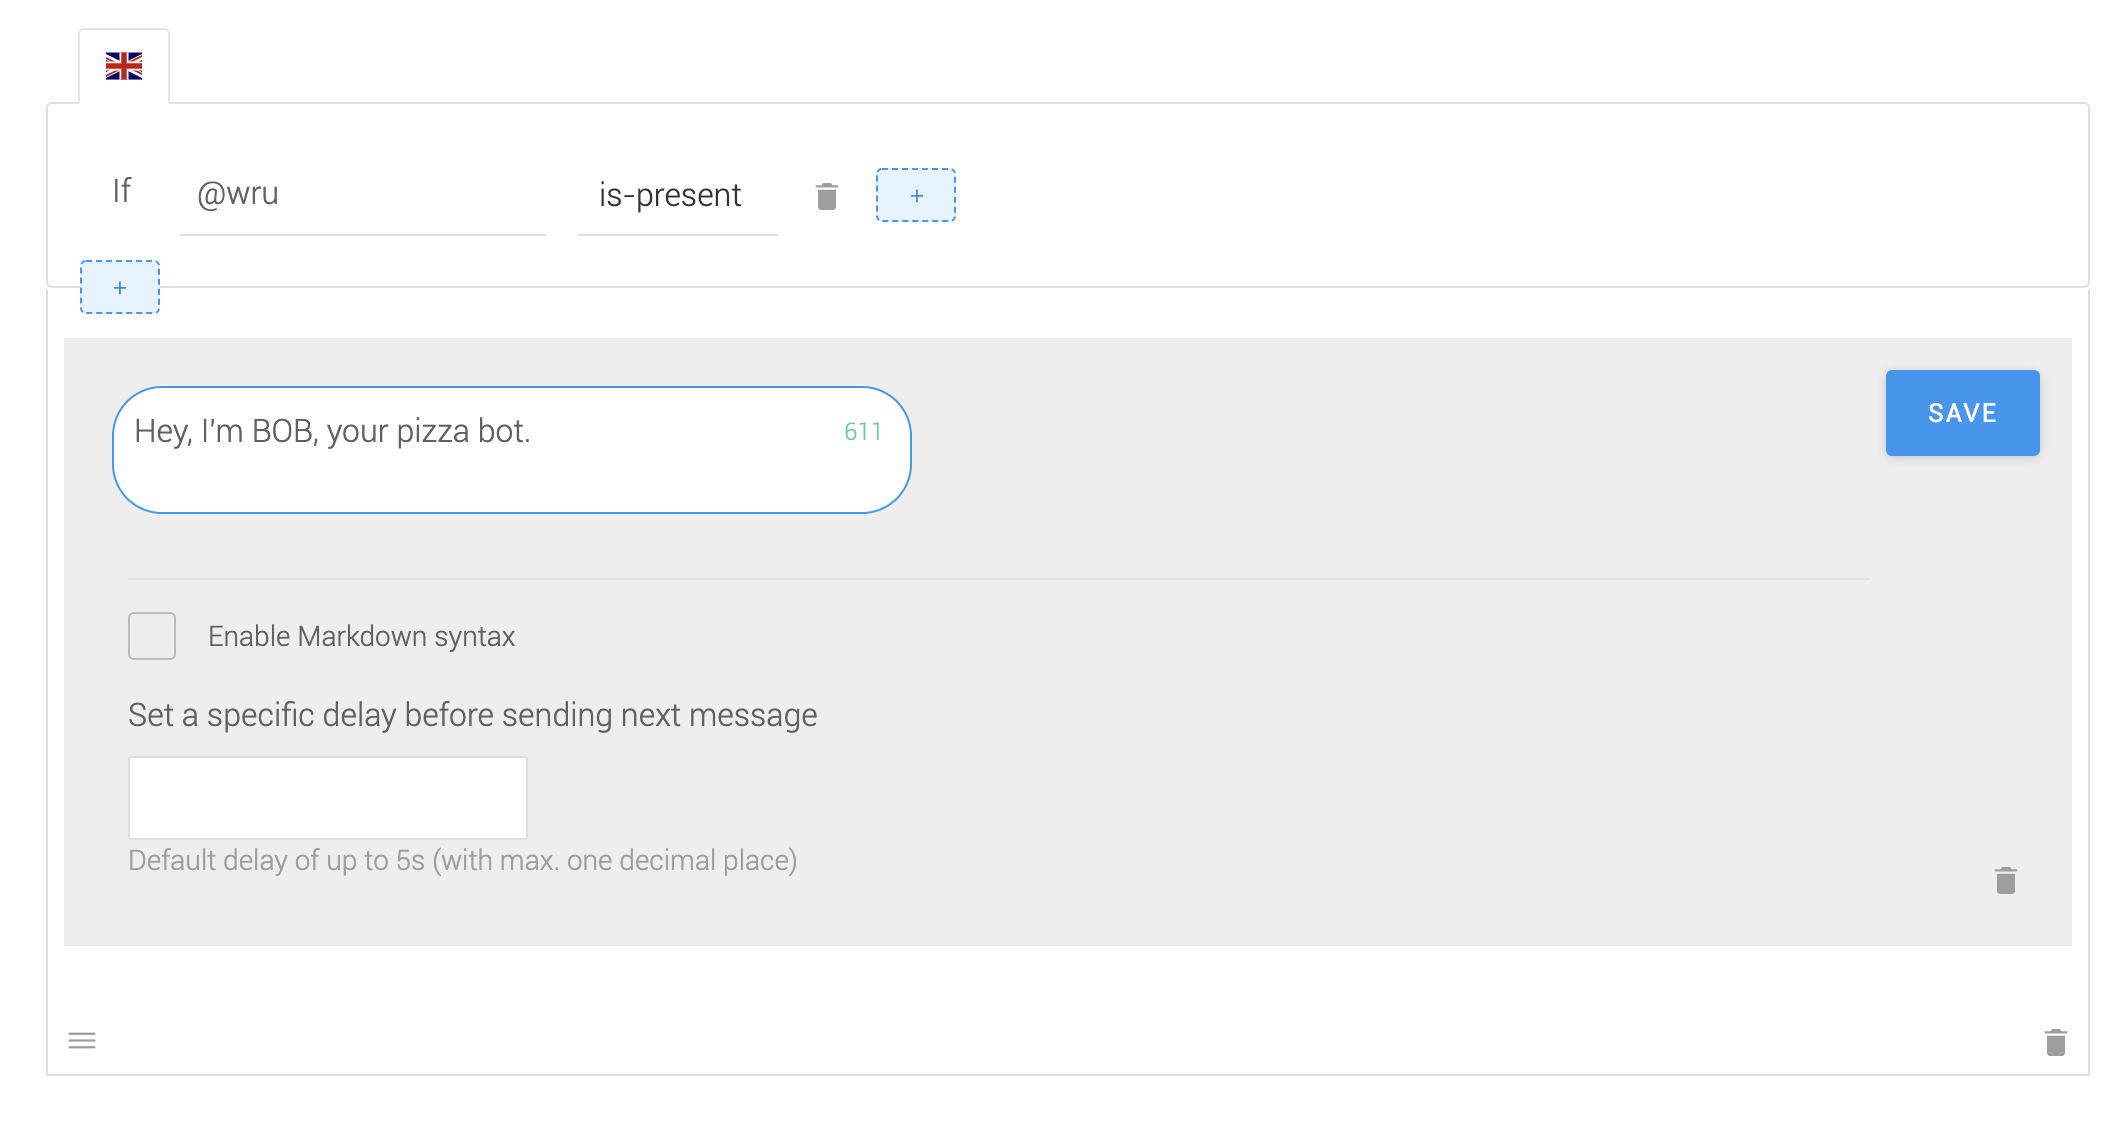 If @wru is-present +
+
Hey, I'm BOB, your pizza bot. 611
SAVE
Enable Markdown syntax
Set a specific delay before sending next message
Default delay of up to 5s (with max. one decimal place)